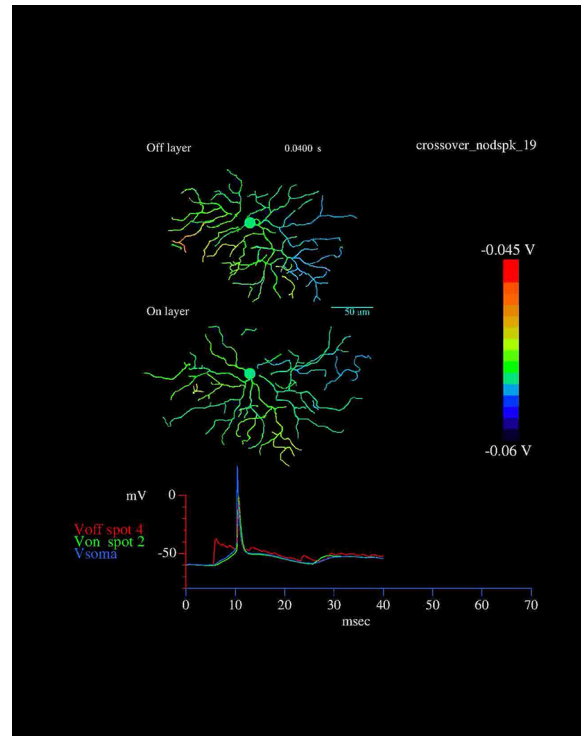 Off layer
0.0400 s
crossover_nodspk_19
-0.045 V
On layer
50 µm
-0.06 V
mV
0
Voff spot 4
Von spot 2
Vsoma
-50
0 10 20 30 40 50 60 70
msec